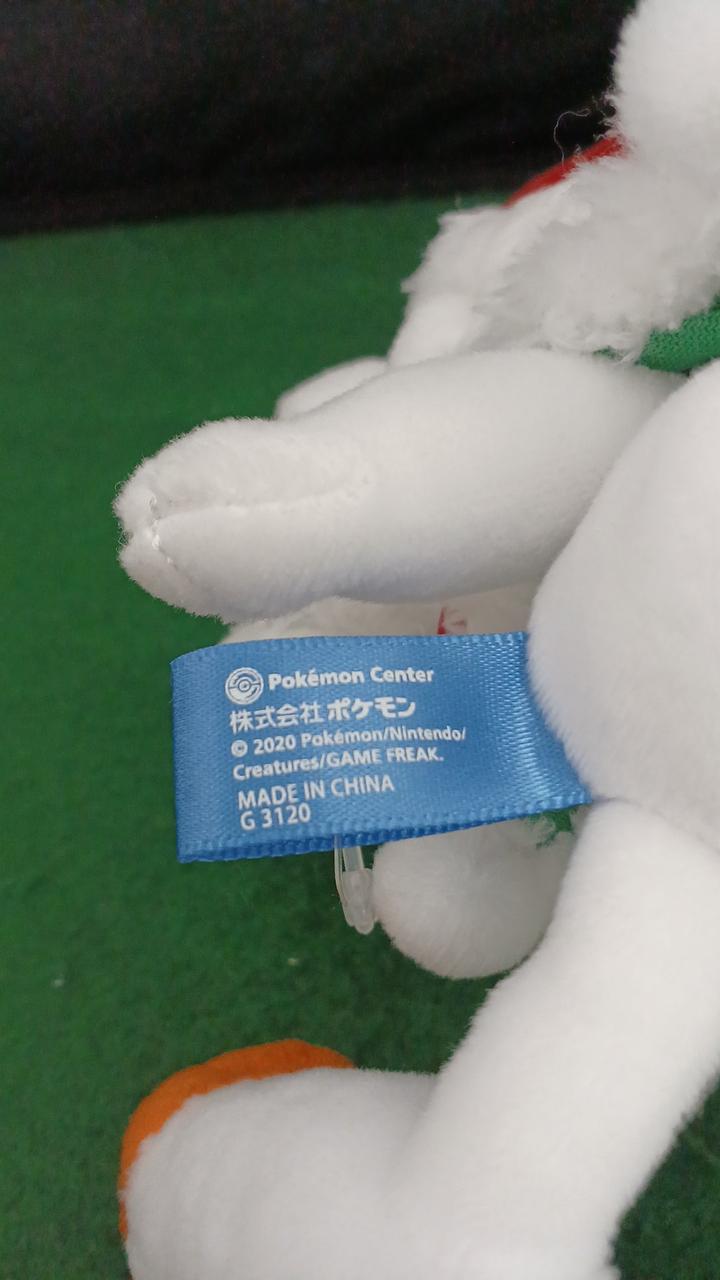 Pokémon Center
株式会社ポケモン
© 2020 Pokémon/Nintendo/
Creatures/GAME FREAK.
MADE IN CHINA
G 3120